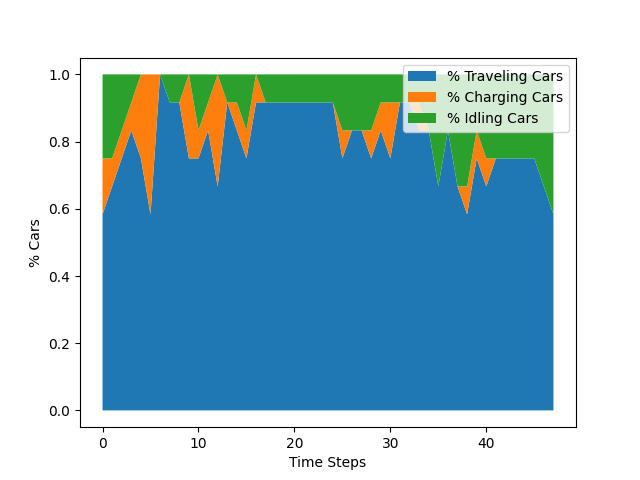 % Traveling Cars
% Charging Cars
% Idling Cars
1.0
0.8
0.6
0.4
0.2
0.0
% Cars
0 10 20 30 40
Time Steps